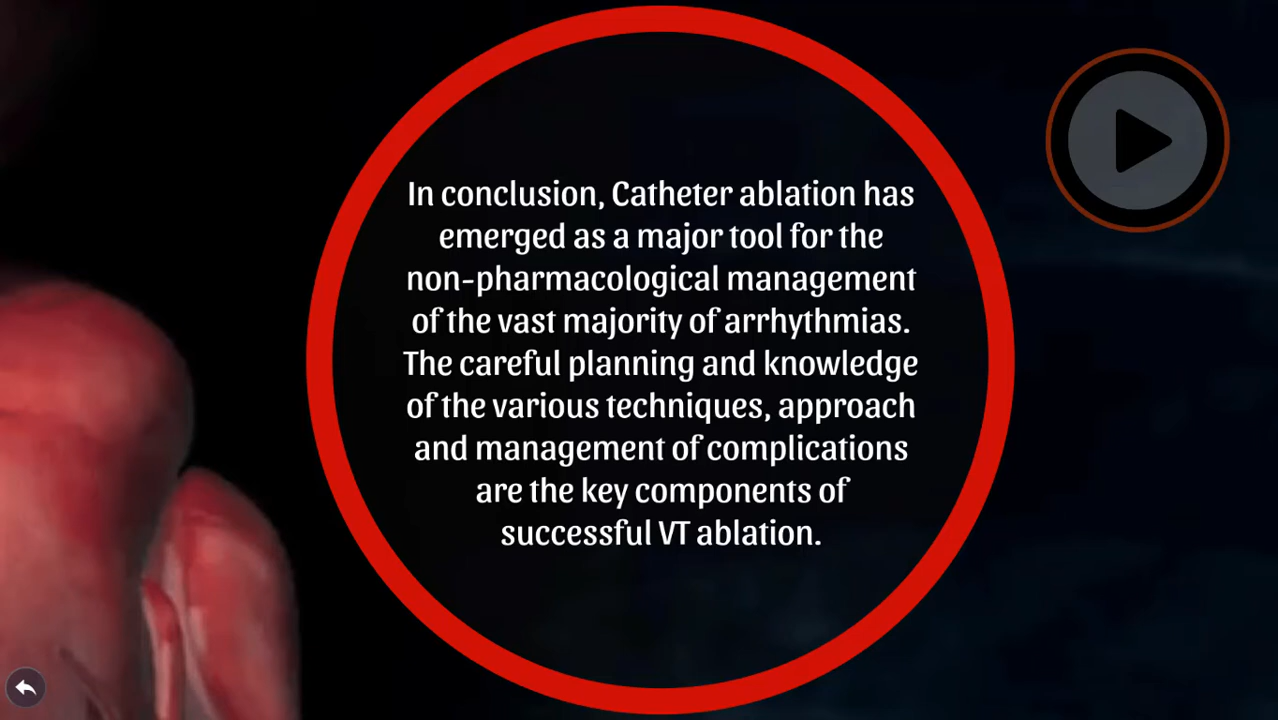 In conclusion, Catheter ablation has
emerged as a major tool for the
non-pharmacological management
of the vast majority of arrhythmias.
The careful planning and knowledge
of the various techniques, approach
and management of complications
are the key components of
successful VT ablation.